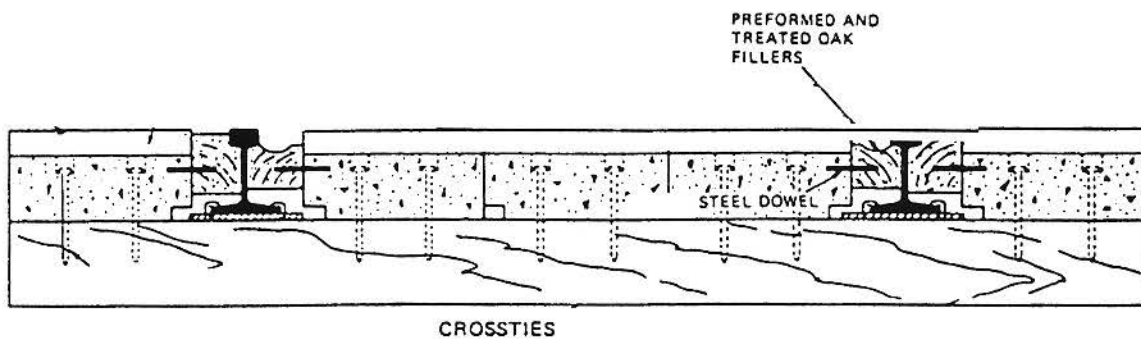 PREFORMED AND
TREATED OAK
FILLERS
STEEL DOWEL
CROSSTIES